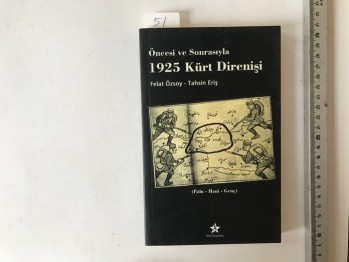 51
Öncesi ve Sonrasıyla
1925 Kürt Direnişi
Felat Özsoy - Tahsin Eriş
(Palu - Hani - Genç)